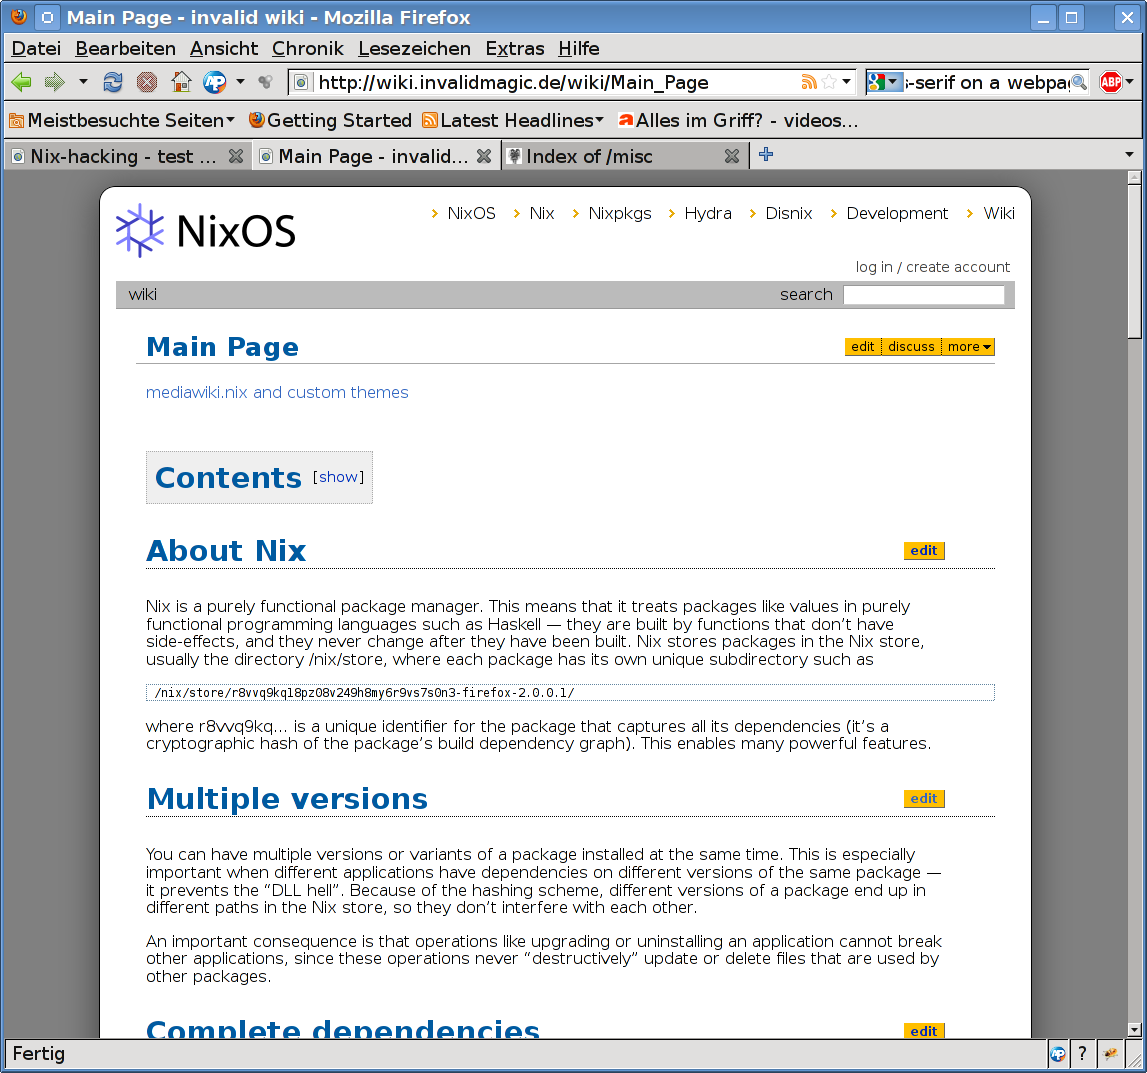 Main Page - invalid wiki - Mozilla Firefox
Datei Bearbeiten Ansicht Chronik Lesezeichen Extras Hilfe
http://wiki.invalidmagic.de/wiki/Main_Page -serif on a webpag ABP
Meistbesuchte Seiten Getting Started Latest Headlines Alles im Griff? - videos...
Nix-hacking - test ... Main Page - invalid... Index of /misc
NixOS
NixOS Nix Nixpkgs Hydra Disnix Development Wiki
log in / create account
wiki search
Main Page edit discuss more
mediawiki.nix and custom themes
Contents [show]
About Nix edit
Nix is a purely functional package manager. This means that it treats packages like values in purely
functional programming languages such as Haskell — they are built by functions that don’t have
side-effects, and they never change after they have been built. Nix stores packages in the Nix store,
usually the directory /nix/store, where each package has its own unique subdirectory such as
/nix/store/r8vvq9kql8pz08v249h8my6r9vs7s0n3-firefox-2.0.0.1/
where r8vvq9kq... is a unique identifier for the package that captures all its dependencies (it’s a
cryptographic hash of the package’s build dependency graph). This enables many powerful features.
Multiple versions edit
You can have multiple versions or variants of a package installed at the same time. This is especially
important when different applications have dependencies on different versions of the same package —
it prevents the “DLL hell”. Because of the hashing scheme, different versions of a package end up in
different paths in the Nix store, so they don’t interfere with each other.
An important consequence is that operations like upgrading or uninstalling an application cannot break
other applications, since these operations never “destructively” update or delete files that are used by
other packages.
Complete dependencies edit
Fertig ?